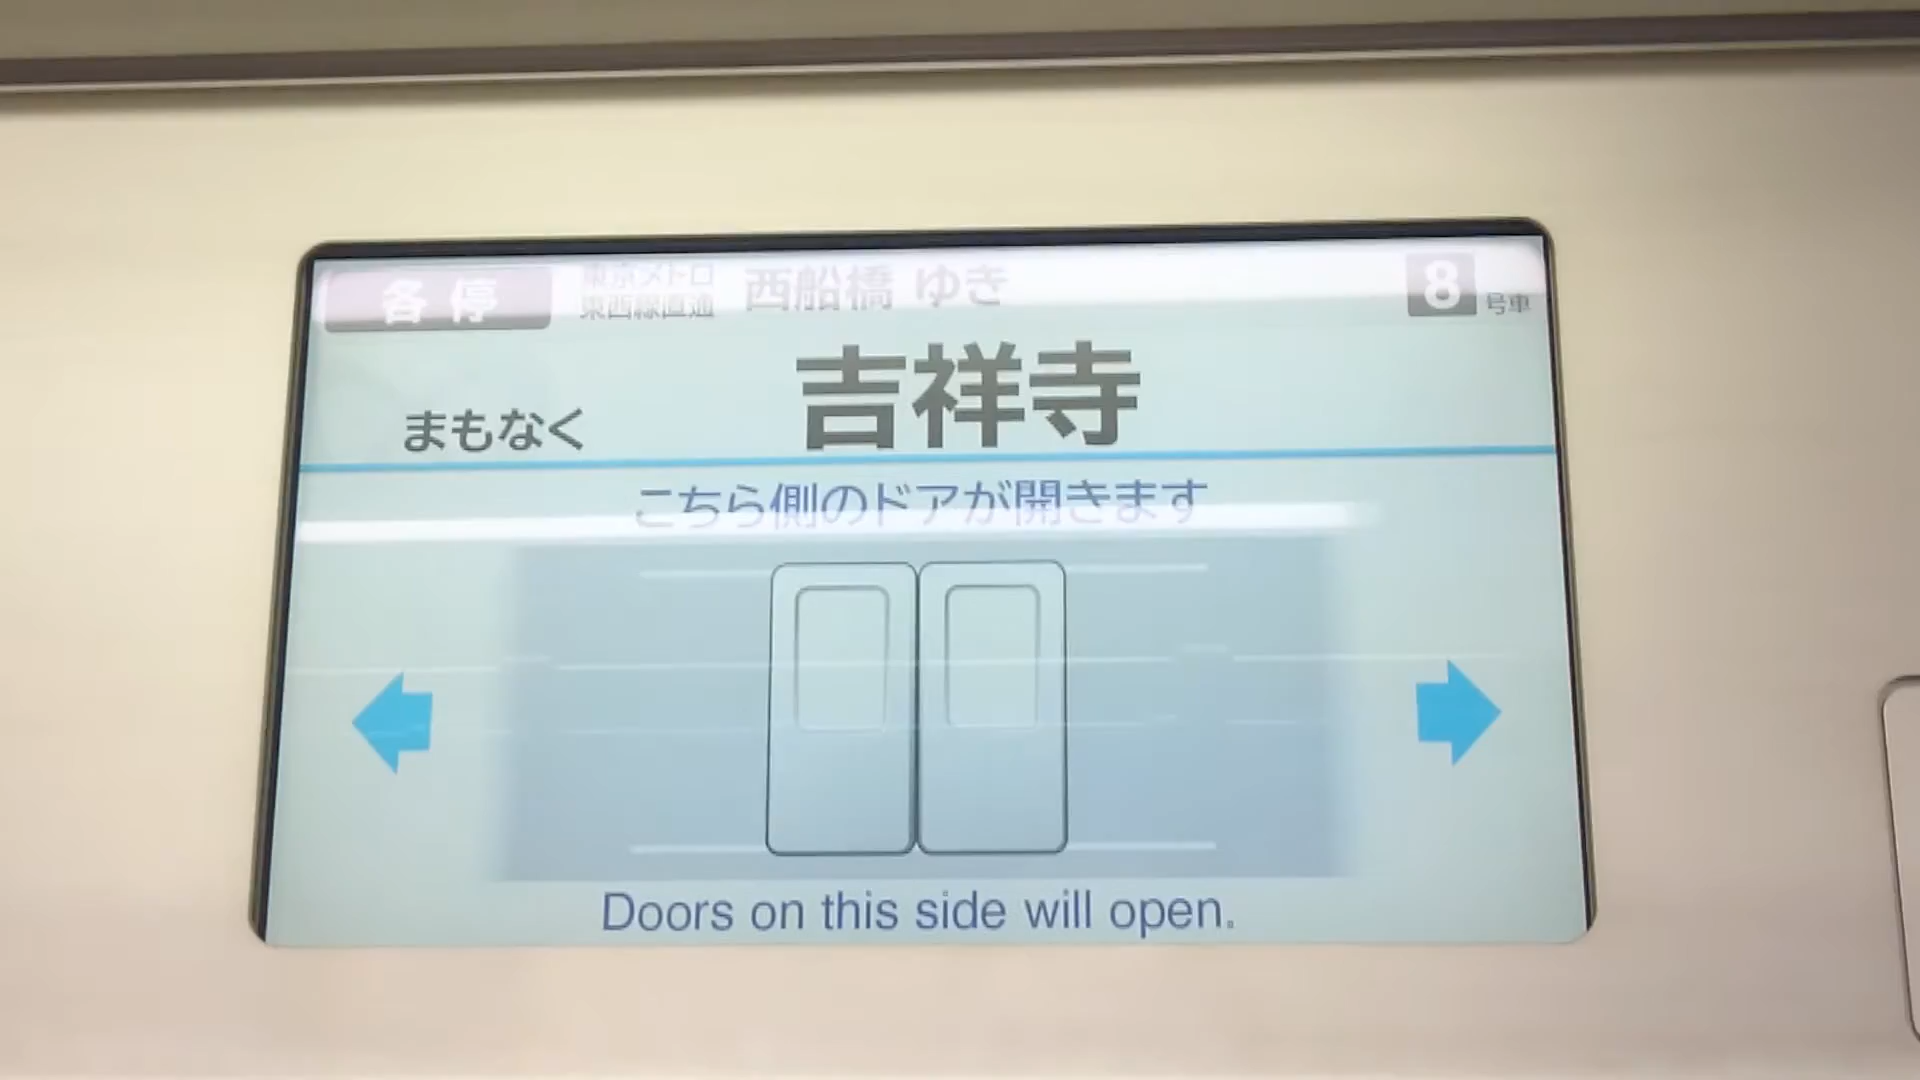 各停 東京メトロ東西線直通 西船橋 ゆき 8号車
まもなく 吉祥寺
こちら側のドアが開きます
Doors on this side will open.